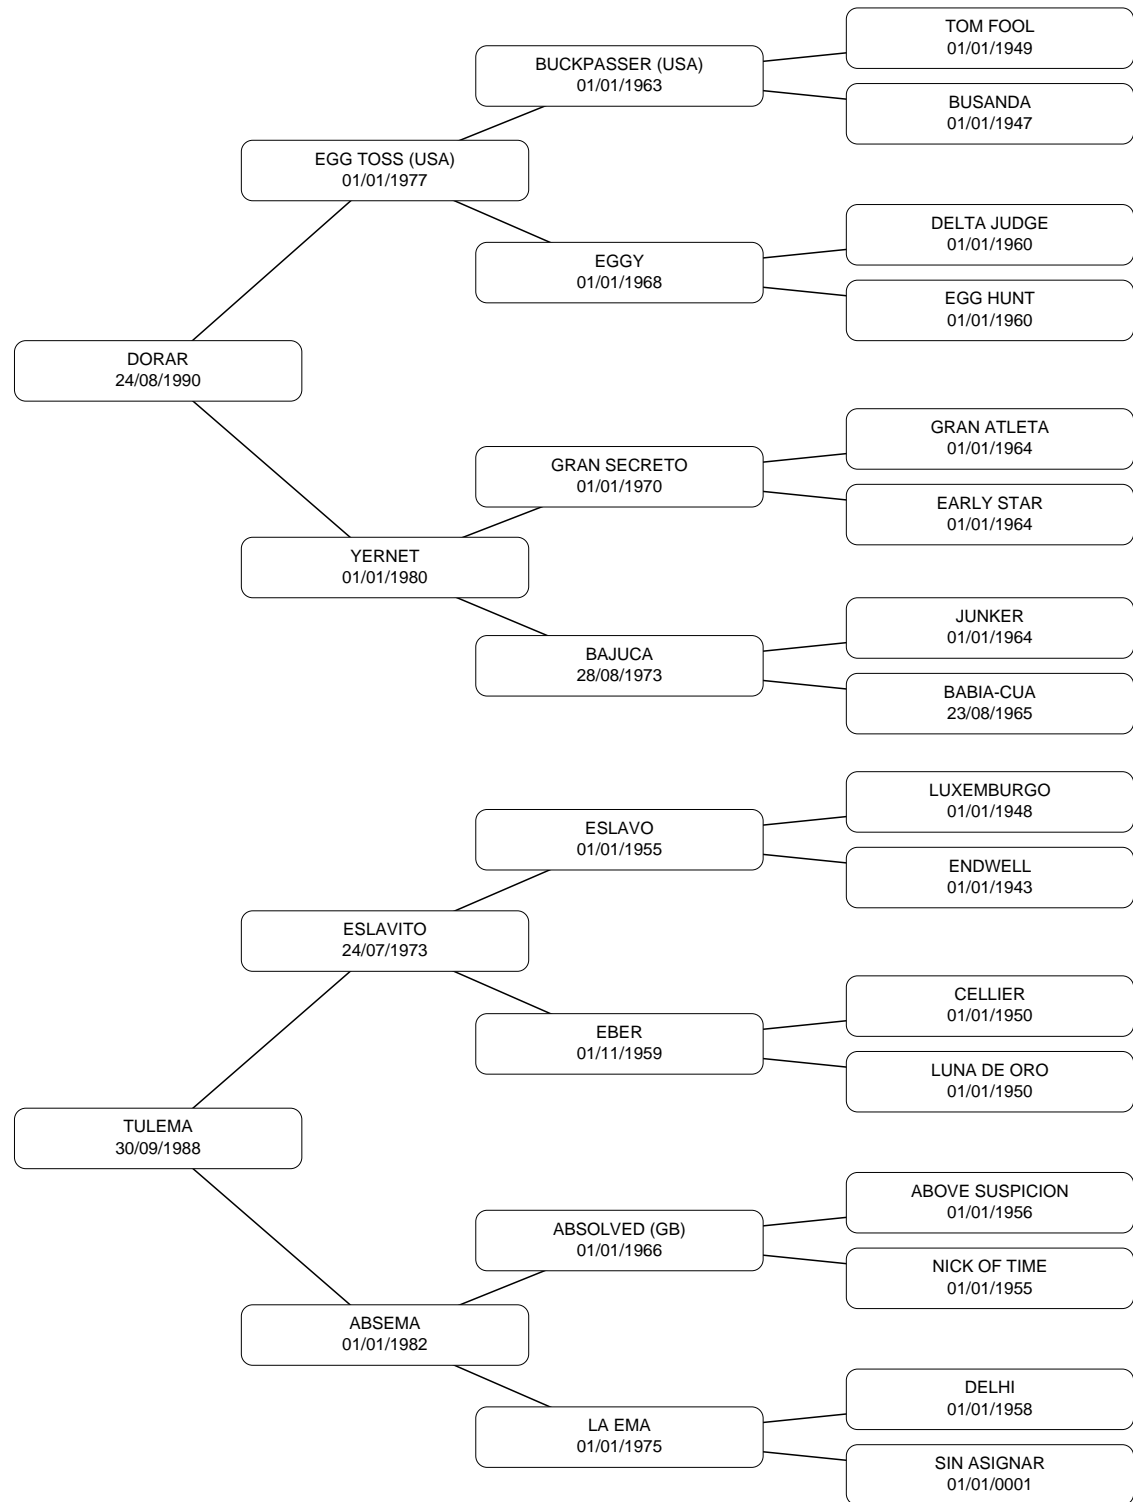 TOM FOOL
01/01/1949
BUCKPASSER (USA)
01/01/1963
BUSANDA
01/01/1947
EGG TOSS (USA)
01/01/1977
DELTA JUDGE
01/01/1960
EGGY
01/01/1968
EGG HUNT
01/01/1960
DORAR
24/08/1990
GRAN ATLETA
01/01/1964
GRAN SECRETO
01/01/1970
EARLY STAR
01/01/1964
YERNET
01/01/1980
JUNKER
01/01/1964
BAJUCA
28/08/1973
BABIA-CUA
23/08/1965
LUXEMBURGO
01/01/1948
ESLAVO
01/01/1955
ENDWELL
01/01/1943
ESLAVITO
24/07/1973
CELLIER
01/01/1950
EBER
01/11/1959
LUNA DE ORO
01/01/1950
TULEMA
30/09/1988
ABOVE SUSPICION
01/01/1956
ABSOLVED (GB)
01/01/1966
NICK OF TIME
01/01/1955
ABSEMA
01/01/1982
DELHI
01/01/1958
LA EMA
01/01/1975
SIN ASIGNAR
01/01/0001